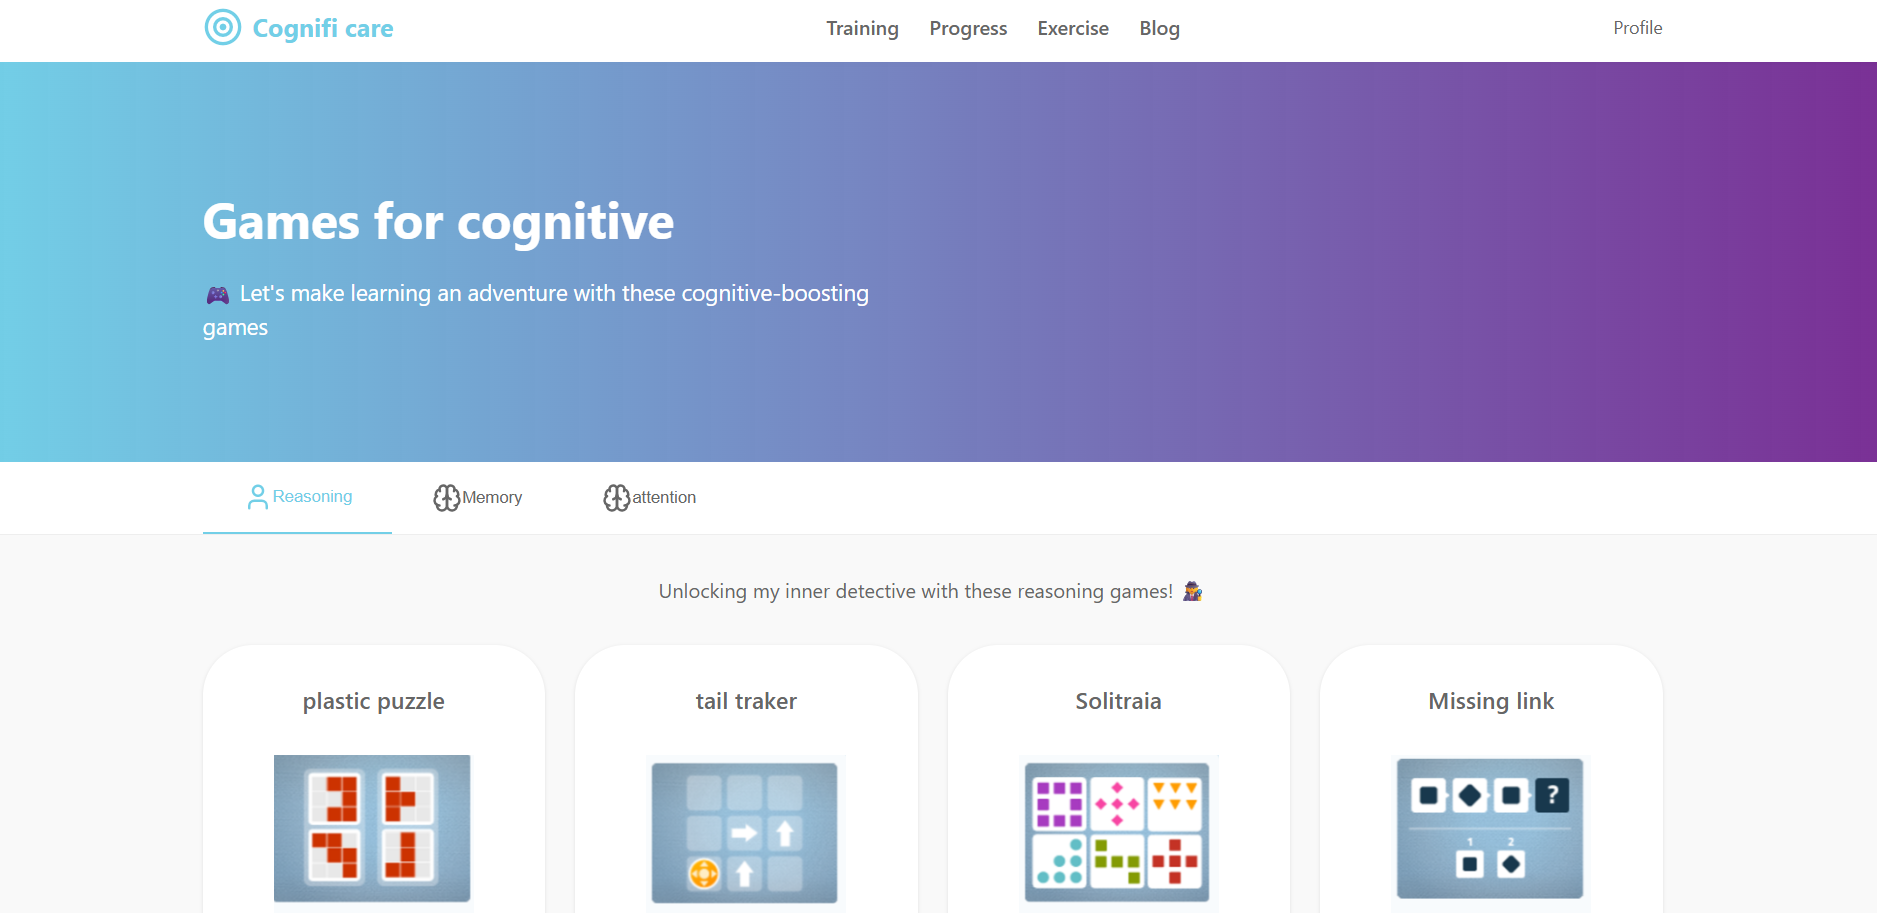 Cognifi care
Training Progress Exercise Blog
Profile
Games for cognitive
🎮 Let's make learning an adventure with these cognitive-boosting
games
Reasoning
Memory
attention
Unlocking my inner detective with these reasoning games! 🕵️
plastic puzzle
tail traker
Solitraia
Missing link
?
1 2